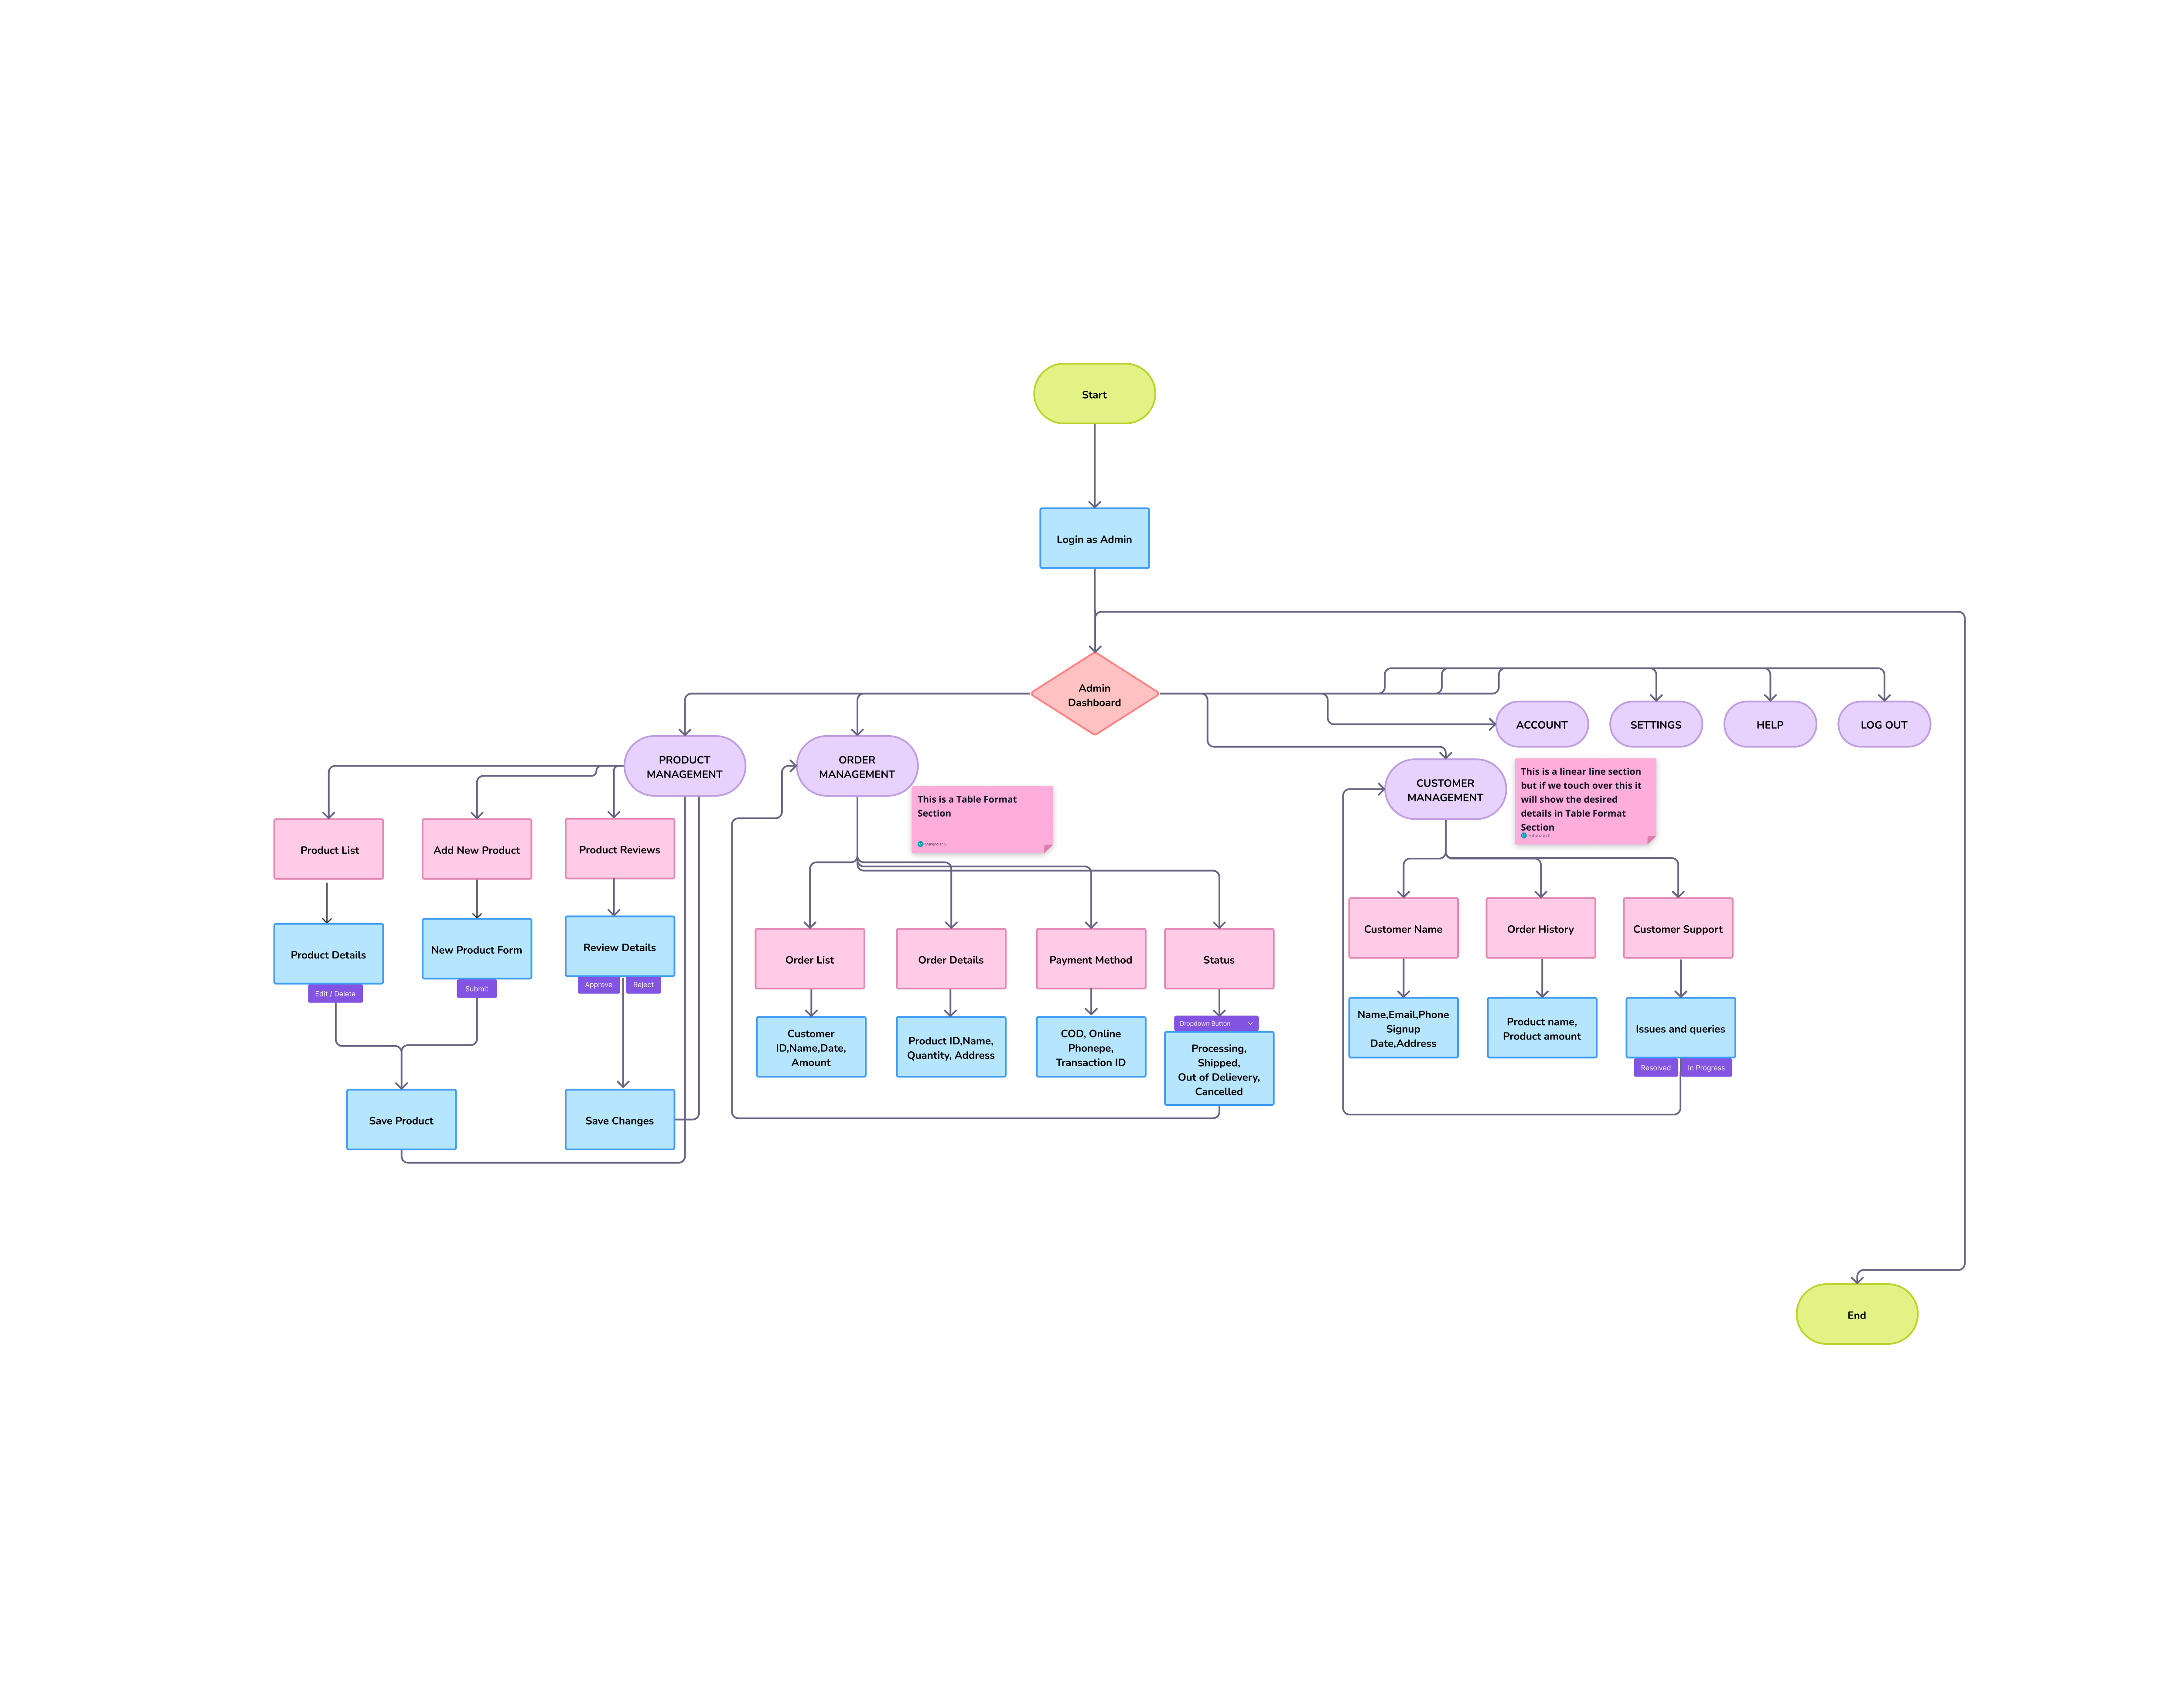 Start
Login as Admin
Admin
Dashboard
ACCOUNT
SETTINGS
HELP
LOG OUT
PRODUCT
MANAGEMENT
ORDER
MANAGEMENT
CUSTOMER
MANAGEMENT
This is a Table Format
Section
This is a linear line section
but if we touch over this it
will show the desired
details in Table Format
Section
Product List
Add New Product
Product Reviews
Product Details
New Product Form
Review Details
Edit / Delete
Submit
Approve
Reject
Save Product
Save Changes
Order List
Order Details
Payment Method
Status
Customer
ID,Name,Date,
Amount
Product ID,Name,
Quantity, Address
COD, Online
Phonepe,
Transaction ID
Dropdown Button
Processing,
Shipped,
Out of Delievery,
Cancelled
Customer Name
Order History
Customer Support
Name,Email,Phone
Signup
Date,Address
Product name,
Product amount
Issues and queries
Resolved
In Progress
End